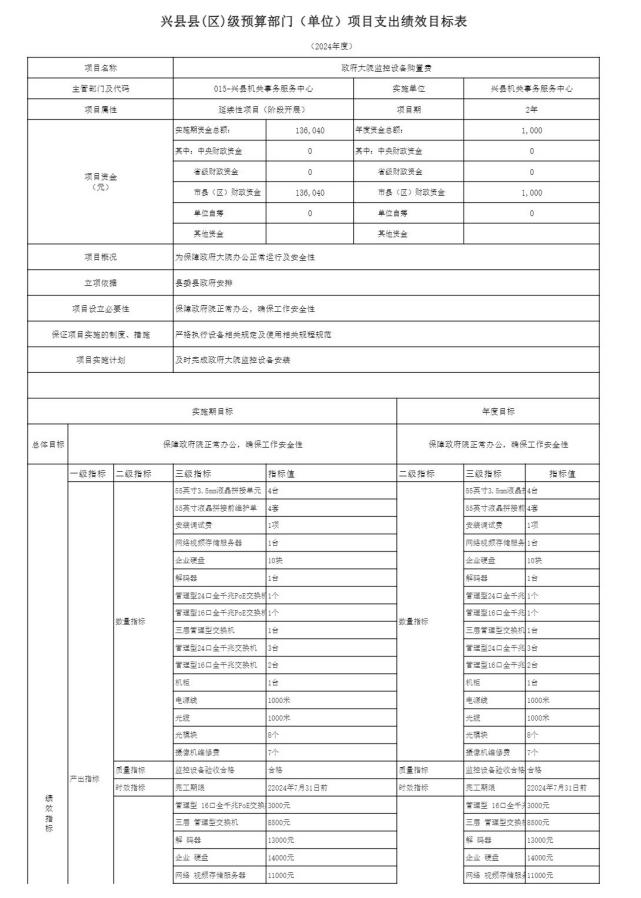 兴县县(区)级预算部门（单位）项目支出绩效目标表
（2024年度）
项目名称 政府大院监控设备购置费
主管部门及代码 015-兴县机关事务服务中心 实施单位 兴县机关事务服务中心
项目属性 延续性项目（阶段开展） 项目期 2年
项目资金
（元）
实施期资金总额： 136,040 年度资金总额： 1,000
其中：中央财政资金 0 其中：中央财政资金 0
省级财政资金 0 省级财政资金 0
市县（区）财政资金 136,040 市县（区）财政资金 1,000
单位自筹 0 单位自筹 0
其他资金 其他资金
项目概况 为保障政府大院办公正常运行及安全性
立项依据 县委县政府安排
项目设立必要性 保障政府院正常办公，确保工作安全性
保证项目实施的制度、措施 严格执行设备相关规定及使用相关规程规范
项目实施计划 及时完成政府大院监控设备安装
实施期目标 年度目标
总体目标 保障政府院正常办公，确保工作安全性 保障政府院正常办公，确保工作安全性
一级指标 二级指标 三级指标 指标值 二级指标 三级指标 指标值
55英寸3.5mm液晶拼接单元 4台 55英寸3.5mm液晶 4台
55英寸液晶拼接前维护单 4套 55英寸液晶拼接前 4套
安装调试费 1项 安装调试费 1项
网络视频存储服务器 1台 网络视频存储服务 1台
企业硬盘 10块 企业硬盘 10块
解码器 1台 解码器 1台
管理型24口全千兆PoE交换机 1个 管理型24口全千兆 1个
管理型16口全千兆PoE交换机 1个 管理型16口全千兆 1个
数量指标 数量指标
三层管理型交换机 1台 三层管理型交换机 1台
管理型24口全千兆交换机 3台 管理型24口全千兆 3台
管理型16口全千兆交换机 2台 管理型16口全千兆 2台
机柜 1台 机柜 1台
电源线 1000米 电源线 1000米
光缆 1000米 光缆 1000米
光模块 8个 光模块 8个
摄像机维修费 7个 摄像机维修费 7个
产出指标
质量指标 监控设备验收合格 合格 质量指标 监控设备验收合格 合格
时效指标 完工期限 22024年7月31日前 时效指标 完工期限 22024年7月31日前
绩效指标
管理型 16口全千兆PoE交换 3000元 管理型 16口全千 3000元
三层 管理型交换机 8800元 三层 管理型交换 8800元
解 码器 13000元 解 码器 13000元
企业 硬盘 14000元 企业 硬盘 14000元
网络 视频存储服务器 11000元 网络 视频存储服 11000元